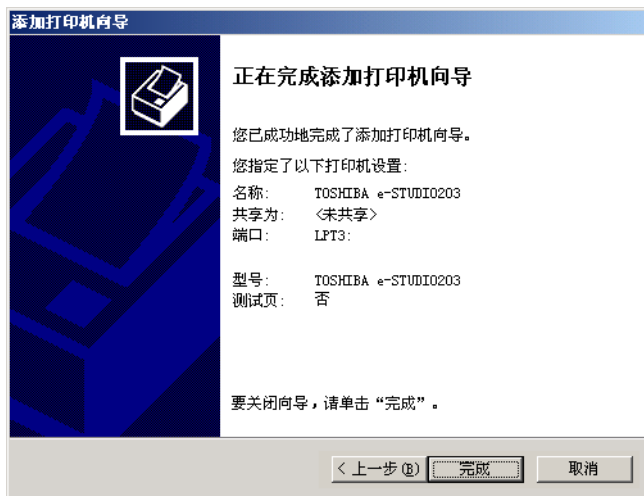 添加打印机向导
正在完成添加打印机向导
您已成功地完成了添加打印机向导。
您指定了以下打印机设置:
名称: TOSHIBA e-STUDIO203
共享为: <未共享>
端口: LPT3:
型号: TOSHIBA e-STUDIO203
测试页: 否
要关闭向导，请单击“完成”。
< 上一步(B) 完成 取消